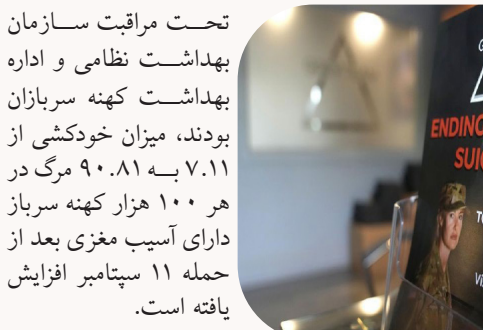 تحت مراقبت سازمان
بهداشت نظامی و اداره
بهداشت کهنه سربازان
بودند، میزان خودکشی از
۷.۱۱ به ۹۰.۸۱ مرگ در
هر ۱۰۰ هزار کهنه سرباز
دارای آسیب مغزی بعد از
حمله ۱۱ سپتامبر افزایش
یافته است.
ENDING
SUI